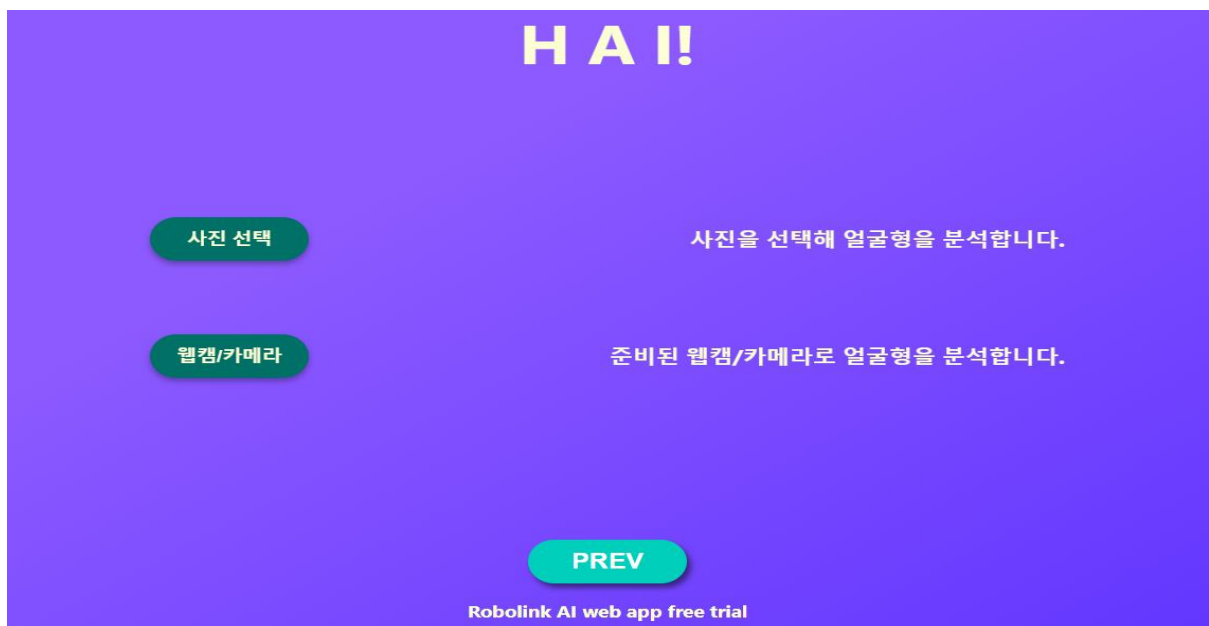 H A I!
사진 선택
사진을 선택해 얼굴형을 분석합니다.
웹캠/카메라
준비된 웹캠/카메라로 얼굴형을 분석합니다.
PREV
Robolink AI web app free trial